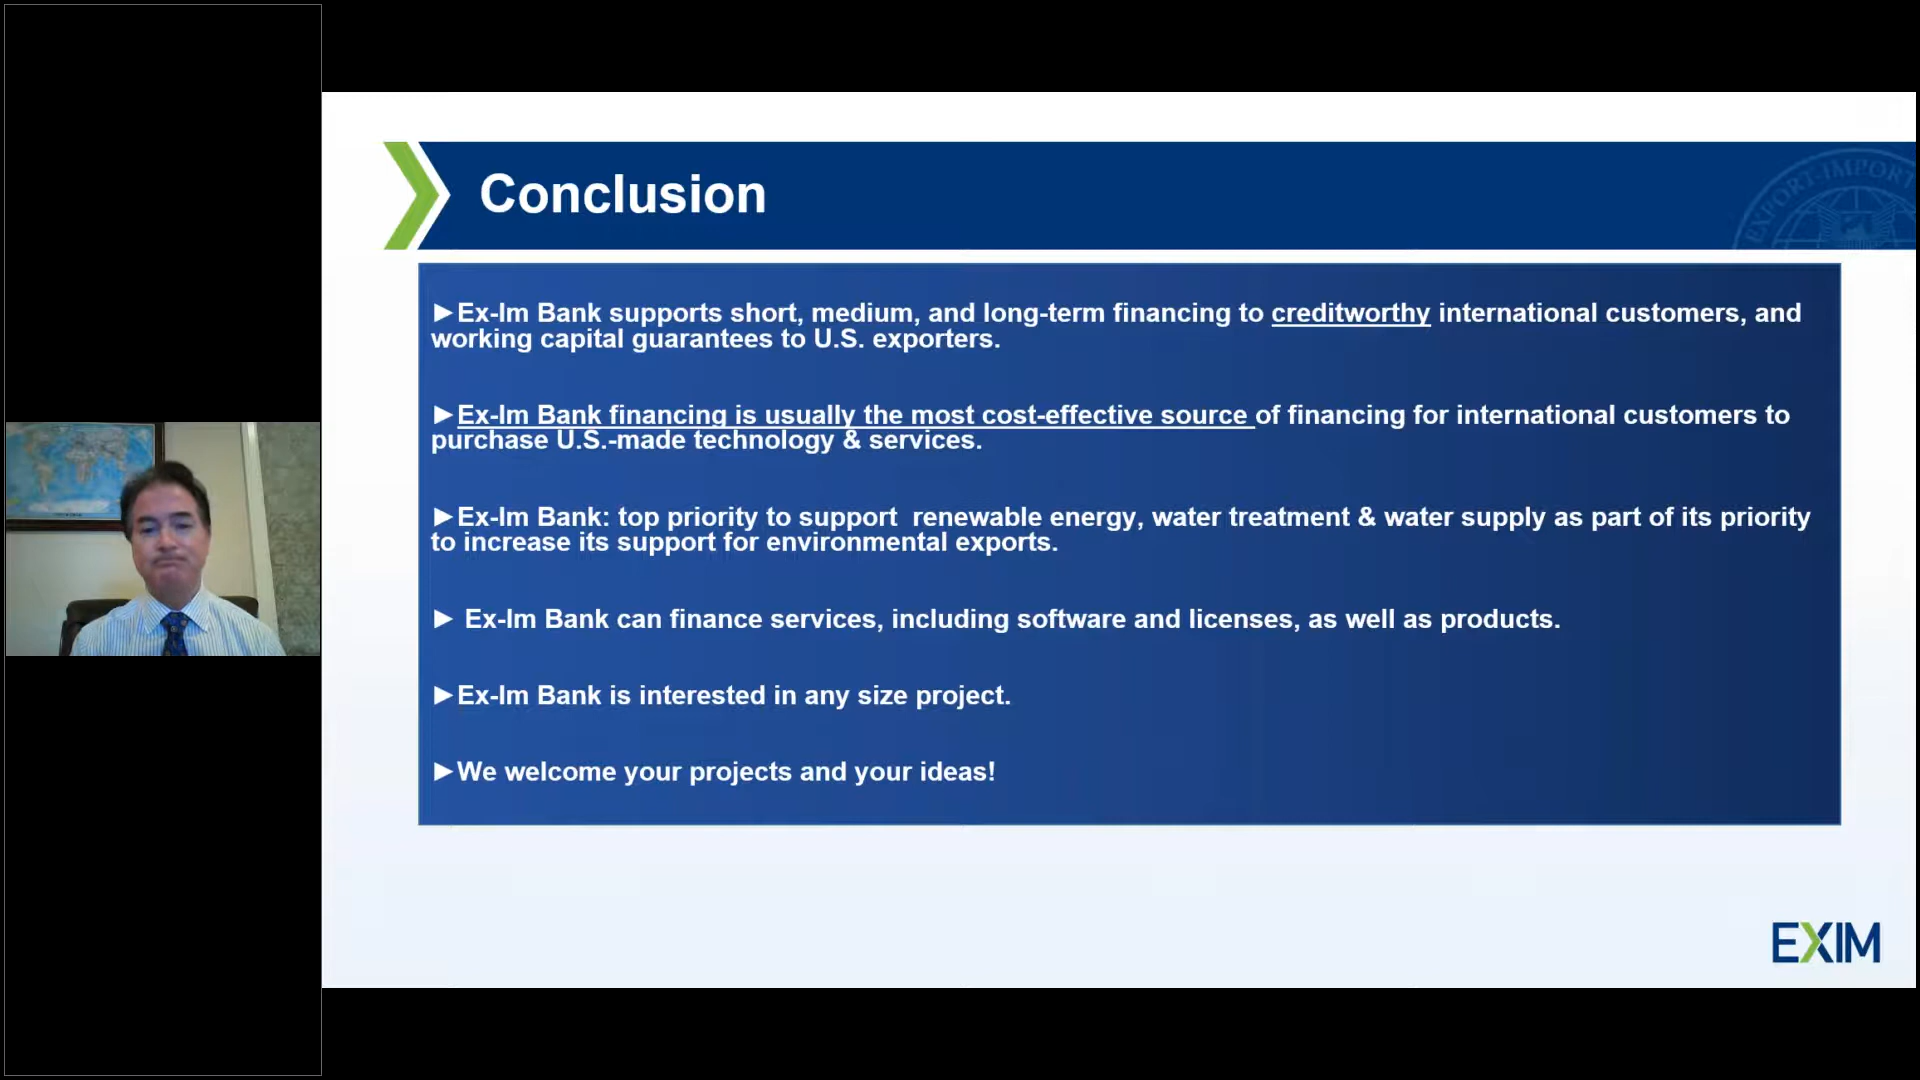 Conclusion
EXPORT-IMPORT
►Ex-Im Bank supports short, medium, and long-term financing to creditworthy international customers, and
working capital guarantees to U.S. exporters.
►Ex-Im Bank financing is usually the most cost-effective source of financing for international customers to
purchase U.S.-made technology & services.
►Ex-Im Bank: top priority to support  renewable energy, water treatment & water supply as part of its priority
to increase its support for environmental exports.
► Ex-Im Bank can finance services, including software and licenses, as well as products.
►Ex-Im Bank is interested in any size project.
►We welcome your projects and your ideas!
EXIM